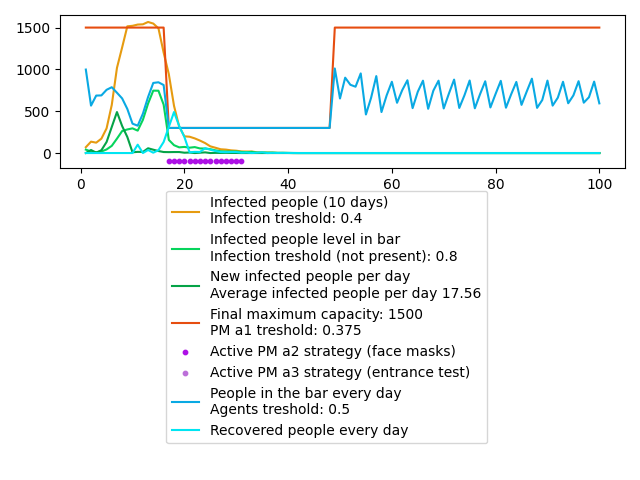 1500
1000
500
0
0
20
40
60
80
100
Infected people (10 days)
Infection treshold: 0.4
Infected people level in bar
Infection treshold (not present): 0.8
New infected people per day
Average infected people per day 17.56
Final maximum capacity: 1500
PM a1 treshold: 0.375
Active PM a2 strategy (face masks)
Active PM a3 strategy (entrance test)
People in the bar every day
Agents treshold: 0.5
Recovered people every day